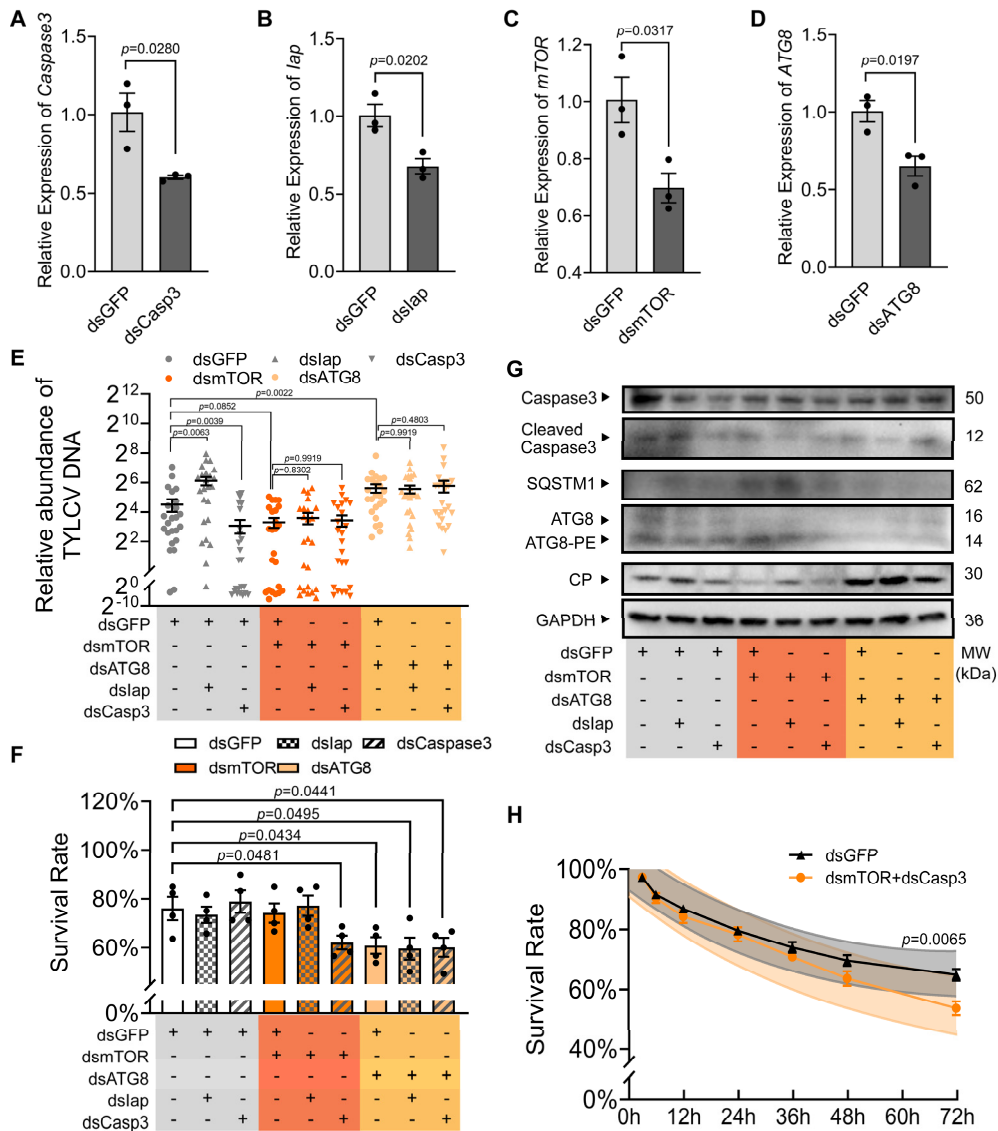 A
Relative Expression of Caspase3
1.5
1.0
0.5
0.0
p=0.0280
dsGFP
dsCasp3
B
Relative Expression of Iap
1.5
1.0
0.5
0.0
p=0.0202
dsGFP
dsIap
C
Relative Expression of mTOR
1.2
1.0
0.8
0.6
0.4
p=0.0317
dsGFP
dsmTOR
D
Relative Expression of ATG8
1.5
1.0
0.5
0.0
p=0.0197
dsGFP
dsATG8
E
dsGFP dsIap dsCasp3
dsmTOR dsATG8
Relative abundance of
TYLCV DNA
2^12
2^10
2^8
2^6
2^4
2^2
2^0
2^-10
p=0.0022
p=0.0852
p=0.0039
p=0.0063
p=0.9919
p=0.8302
p=0.4803
p=0.9919
dsGFP + + + + - - + - -
dsmTOR - - - + + + - - -
dsATG8 - - - - - - + + +
dsIap - + - - + - - + -
dsCasp3 - - + - - + - - +
F
dsGFP dsIap dsCaspase3
dsmTOR dsATG8
Survival Rate
120%
100%
80%
60%
0%
p=0.0441
p=0.0495
p=0.0434
p=0.0481
dsGFP + + + + - - + - -
dsmTOR - - - + + + - - -
dsATG8 - - - - - - + + +
dsIap - + - - + - - + -
dsCasp3 - - + - - + - - +
G
Caspase3 50
Cleaved
Caspase3 12
SQSTM1 62
ATG8 16
ATG8-PE 14
CP 30
GAPDH 36
MW
(kDa)
dsGFP + + + + - - + - -
dsmTOR - - - + + + - - -
dsATG8 - - - - - - + + +
dsIap - + - - + - - + -
dsCasp3 - - + - - + - - +
H
dsGFP
dsmTOR+dsCasp3
Survival Rate
100%
80%
60%
40%
0%
p=0.0065
0h 12h 24h 36h 48h 60h 72h